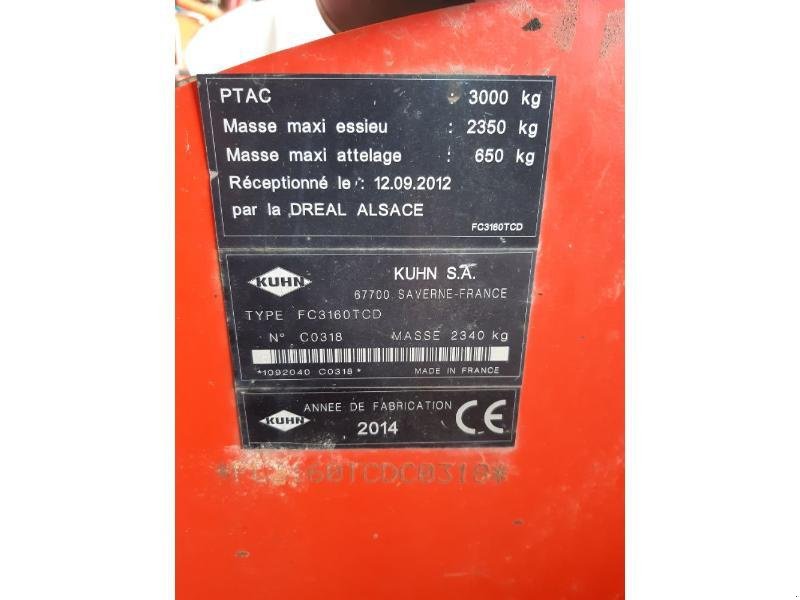 PTAC : 3000 kg
Masse maxi essieu : 2350 kg
Masse maxi attelage : 650 kg
Réceptionné le : 12.09.2012
par la DREAL ALSACE
FC3160TCD
KUHN
KUHN S.A.
67700 SAVERNE-FRANCE
TYPE FC3160TCD
N° C0318 MASSE 2340 kg
*1092040 C0318* MADE IN FRANCE
KUHN
ANNEE DE FABRICATION
2014
CE
*FC3160TCDC0318*